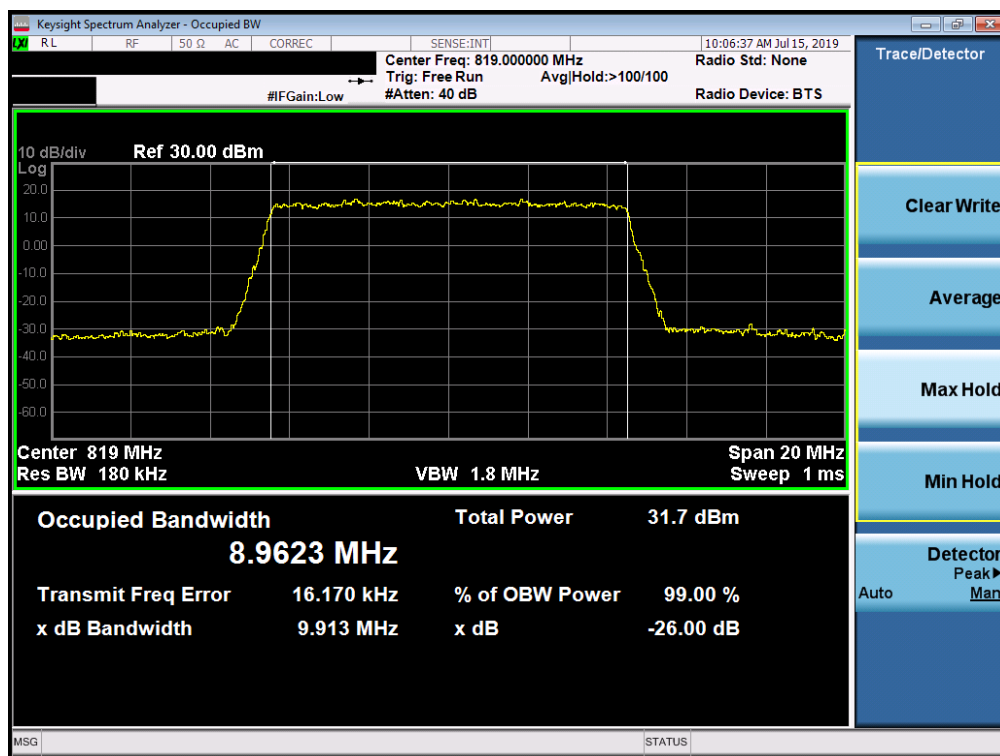 Keysight Spectrum Analyzer - Occupied BW
LXI RL RF 50 Ω AC CORREC SENSE:INT 10:06:37 AM Jul 15, 2019
Center Freq: 819.000000 MHz Radio Std: None
Trig: Free Run Avg|Hold:>100/100
#IFGain:Low #Atten: 40 dB Radio Device: BTS
10 dB/div Ref 30.00 dBm
Log
20.0
10.0
0.00
-10.0
-20.0
-30.0
-40.0
-50.0
-60.0
Center 819 MHz Span 20 MHz
Res BW 180 kHz VBW 1.8 MHz Sweep 1 ms
Occupied Bandwidth Total Power 31.7 dBm
8.9623 MHz
Transmit Freq Error 16.170 kHz % of OBW Power 99.00 %
x dB Bandwidth 9.913 MHz x dB -26.00 dB
MSG STATUS
Trace/Detector
Clear Write
Average
Max Hold
Min Hold
Detector
Peak
Auto Man